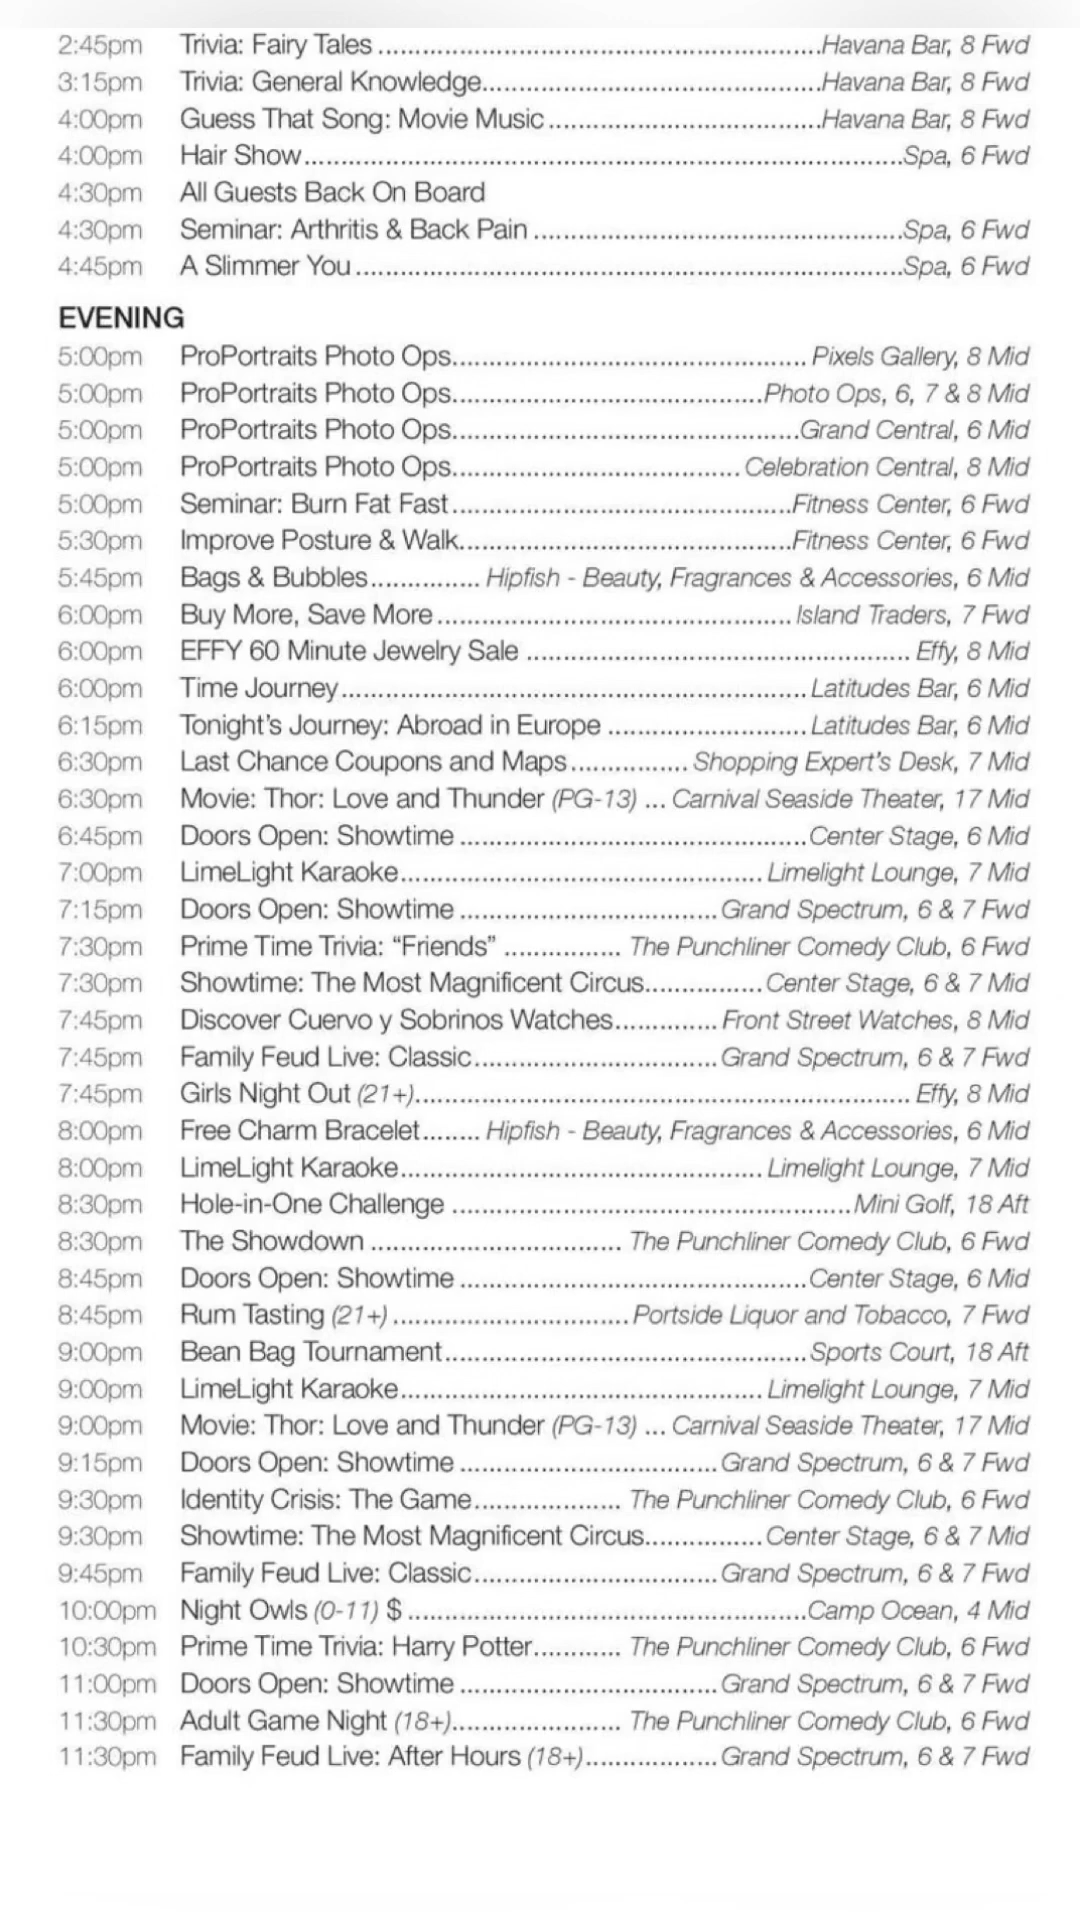 2:45pm Trivia: Fairy Tales ........ Havana Bar, 8 Fwd
3:15pm Trivia: General Knowledge........ Havana Bar, 8 Fwd
4:00pm Guess That Song: Movie Music ........ Havana Bar, 8 Fwd
4:00pm Hair Show........ Spa, 6 Fwd
4:30pm All Guests Back On Board
4:30pm Seminar: Arthritis & Back Pain ........ Spa, 6 Fwd
4:45pm A Slimmer You ........ Spa, 6 Fwd
EVENING
5:00pm ProPortraits Photo Ops........ Pixels Gallery, 8 Mid
5:00pm ProPortraits Photo Ops........ Photo Ops, 6, 7 & 8 Mid
5:00pm ProPortraits Photo Ops........ Grand Central, 6 Mid
5:00pm ProPortraits Photo Ops........ Celebration Central, 8 Mid
5:00pm Seminar: Burn Fat Fast ........ Fitness Center, 6 Fwd
5:30pm Improve Posture & Walk........ Fitness Center, 6 Fwd
5:45pm Bags & Bubbles........ Hipfish - Beauty, Fragrances & Accessories, 6 Mid
6:00pm Buy More, Save More ........ Island Traders, 7 Fwd
6:00pm EFFY 60 Minute Jewelry Sale ........ Effy, 8 Mid
6:00pm Time Journey........ Latitudes Bar, 6 Mid
6:15pm Tonight's Journey: Abroad in Europe ........ Latitudes Bar, 6 Mid
6:30pm Last Chance Coupons and Maps........ Shopping Expert's Desk, 7 Mid
6:30pm Movie: Thor: Love and Thunder (PG-13) ... Carnival Seaside Theater, 17 Mid
6:45pm Doors Open: Showtime ........ Center Stage, 6 Mid
7:00pm LimeLight Karaoke........ Limelight Lounge, 7 Mid
7:15pm Doors Open: Showtime ........ Grand Spectrum, 6 & 7 Fwd
7:30pm Prime Time Trivia: “Friends” ........ The Punchliner Comedy Club, 6 Fwd
7:30pm Showtime: The Most Magnificent Circus........ Center Stage, 6 & 7 Mid
7:45pm Discover Cuervo y Sobrinos Watches........ Front Street Watches, 8 Mid
7:45pm Family Feud Live: Classic........ Grand Spectrum, 6 & 7 Fwd
7:45pm Girls Night Out (21+)........ Effy, 8 Mid
8:00pm Free Charm Bracelet........ Hipfish - Beauty, Fragrances & Accessories, 6 Mid
8:00pm LimeLight Karaoke........ Limelight Lounge, 7 Mid
8:30pm Hole-in-One Challenge ........ Mini Golf, 18 Aft
8:30pm The Showdown ........ The Punchliner Comedy Club, 6 Fwd
8:45pm Doors Open: Showtime ........ Center Stage, 6 Mid
8:45pm Rum Tasting (21+) ........ Portside Liquor and Tobacco, 7 Fwd
9:00pm Bean Bag Tournament........ Sports Court, 18 Aft
9:00pm LimeLight Karaoke........ Limelight Lounge, 7 Mid
9:00pm Movie: Thor: Love and Thunder (PG-13) ... Carnival Seaside Theater, 17 Mid
9:15pm Doors Open: Showtime ........ Grand Spectrum, 6 & 7 Fwd
9:30pm Identity Crisis: The Game........ The Punchliner Comedy Club, 6 Fwd
9:30pm Showtime: The Most Magnificent Circus........ Center Stage, 6 & 7 Mid
9:45pm Family Feud Live: Classic........ Grand Spectrum, 6 & 7 Fwd
10:00pm Night Owls (0-11) $ ........ Camp Ocean, 4 Mid
10:30pm Prime Time Trivia: Harry Potter........ The Punchliner Comedy Club, 6 Fwd
11:00pm Doors Open: Showtime ........ Grand Spectrum, 6 & 7 Fwd
11:30pm Adult Game Night (18+)........ The Punchliner Comedy Club, 6 Fwd
11:30pm Family Feud Live: After Hours (18+)........ Grand Spectrum, 6 & 7 Fwd